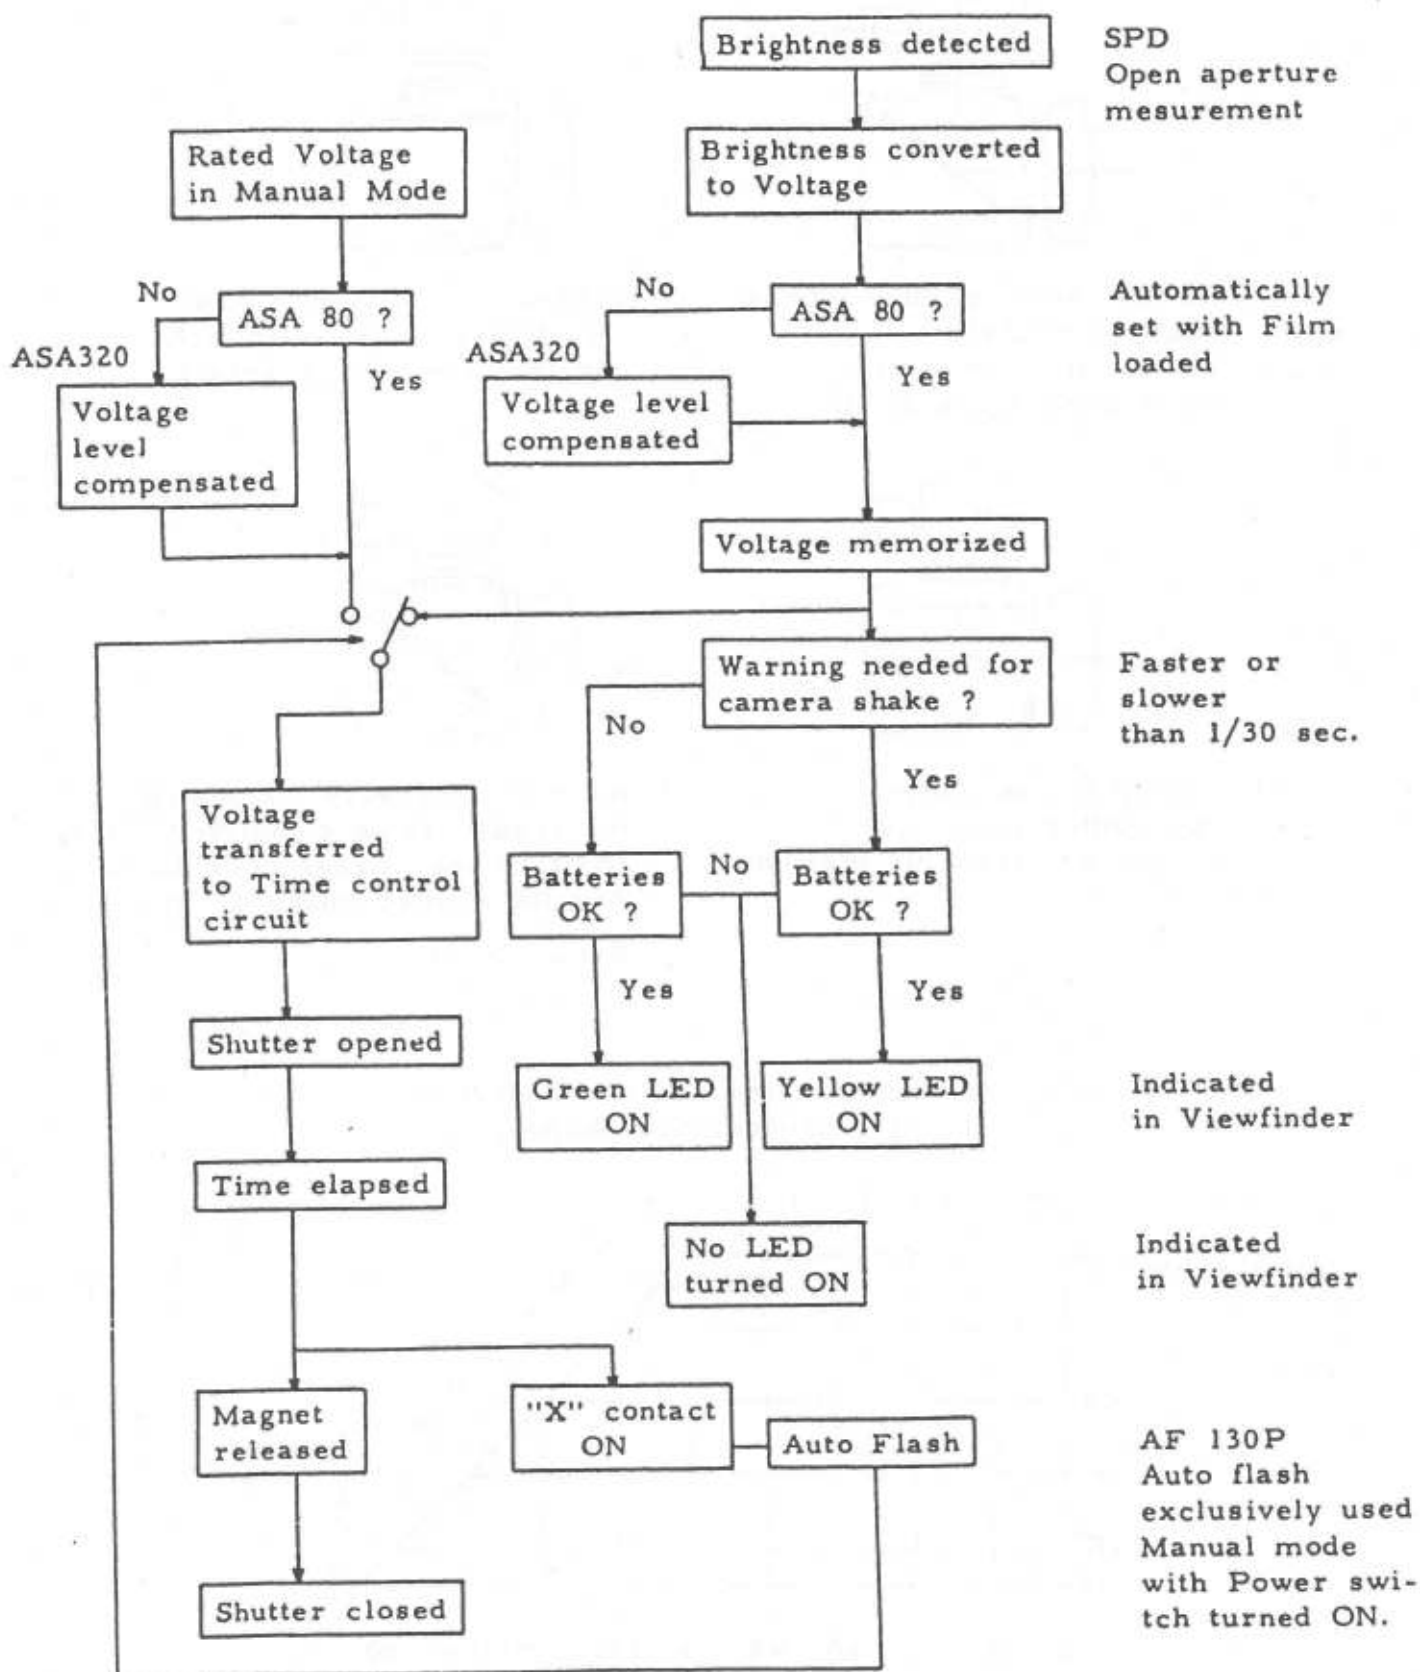 Brightness detected
SPD
Open aperture
mesurement
Rated Voltage
in Manual Mode
Brightness converted
to Voltage
No
ASA 80 ?
Yes
ASA320
Voltage
level
compensated
No
ASA 80 ?
Yes
ASA320
Voltage level
compensated
Automatically
set with Film
loaded
Voltage memorized
Warning needed for
camera shake ?
Faster or
slower
than 1/30 sec.
No
Yes
Voltage
transferred
to Time control
circuit
Batteries
OK ?
No
Batteries
OK ?
Yes
Yes
Shutter opened
Green LED
ON
Yellow LED
ON
Indicated
in Viewfinder
Time elapsed
No LED
turned ON
Indicated
in Viewfinder
Magnet
released
"X" contact
ON
Auto Flash
AF 130P
Auto flash
exclusively used
Manual mode
with Power swi-
tch turned ON.
Shutter closed